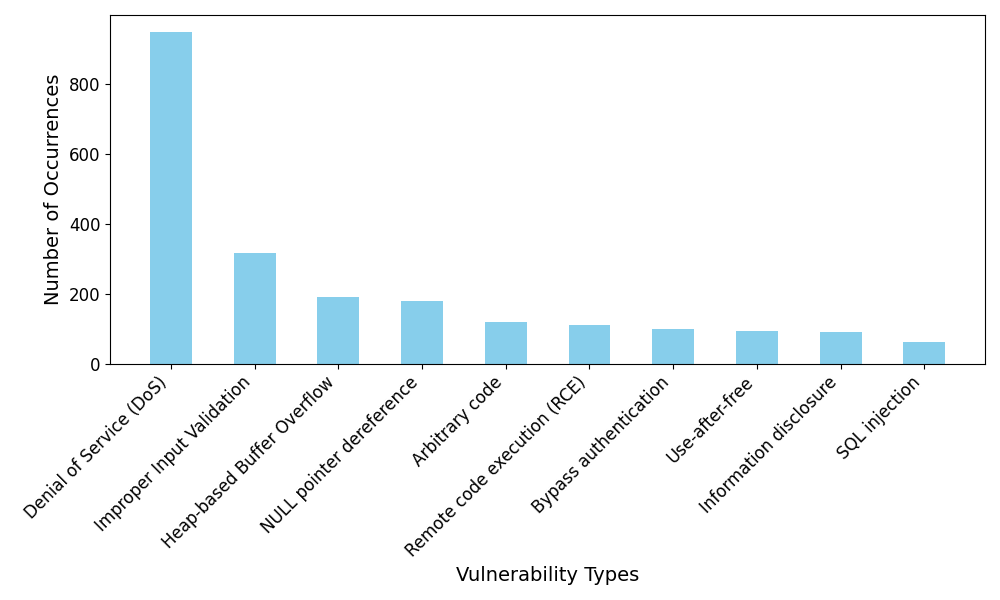 Number of Occurrences
800
600
400
200
0
Denial of Service (DoS)
Improper Input Validation
Heap-based Buffer Overflow
NULL pointer dereference
Arbitrary code
Remote code execution (RCE)
Bypass authentication
Use-after-free
Information disclosure
SQL injection
Vulnerability Types